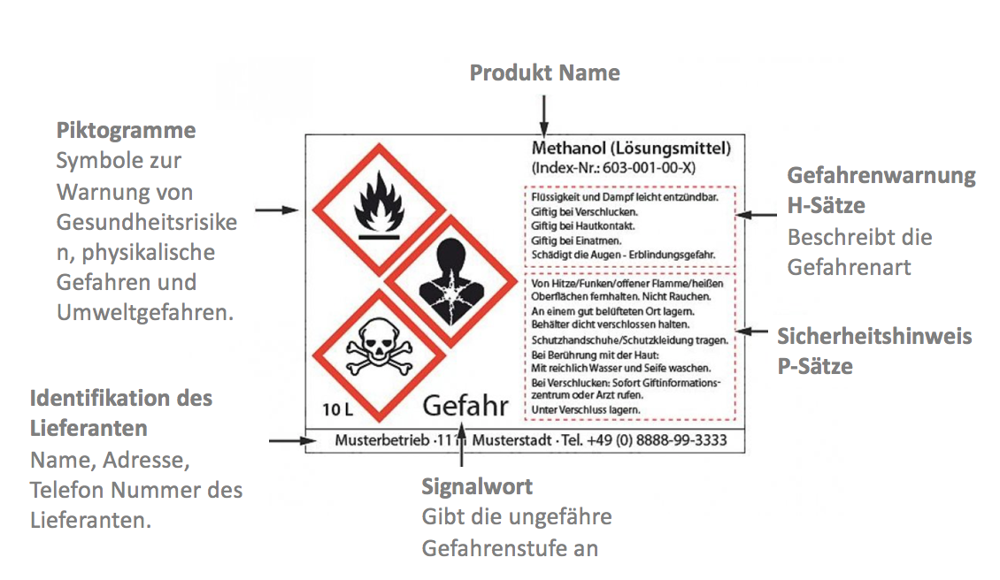 Produkt Name
Piktogramme
Symbole zur
Warnung von
Gesundheitsrisike
n, physikalische
Gefahren und
Umweltgefahren.
Identifikation des
Lieferanten
Name, Adresse,
Telefon Nummer des
Lieferanten.
Methanol (Lösungsmittel)
(Index-Nr.: 603-001-00-X)
Flüssigkeit und Dampf leicht entzündbar.
Giftig bei Verschlucken.
Giftig bei Hautkontakt.
Giftig bei Einatmen.
Schädigt die Augen - Erblindungsgefahr.
Von Hitze/Funken/offener Flamme/heißen
Oberflächen fernhalten. Nicht Rauchen.
An einem gut belüfteten Ort lagern.
Behälter dicht verschlossen halten.
Schutzhandschuhe/Schutzkleidung tragen.
Bei Berührung mit der Haut:
Mit reichlich Wasser und Seife waschen.
Bei Verschlucken: Sofort Giftinformations-
zentrum oder Arzt rufen.
Unter Verschluss lagern.
10 L
Gefahr
Musterbetrieb · Musterstadt · Tel. +49 (0) 8888-99-3333
Gefahrenwarnung
H-Sätze
Beschreibt die
Gefahrenart
Sicherheitshinweis
P-Sätze
Signalwort
Gibt die ungefähre
Gefahrenstufe an